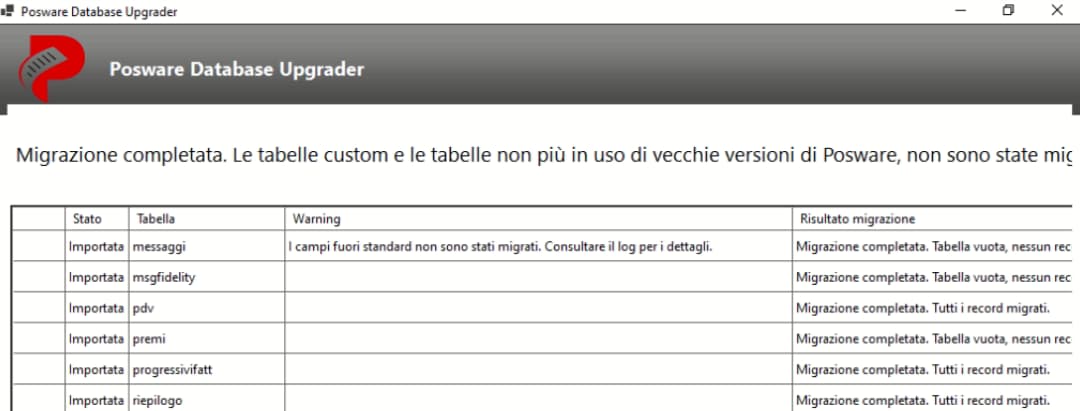 Posware Database Upgrader
Posware Database Upgrader
Migrazione completata. Le tabelle custom e le tabelle non più in uso di vecchie versioni di Posware, non sono state
Stato Tabella Warning Risultato migrazione
Importata messaggi I campi fuori standard non sono stati migrati. Consultare il log per i dettagli. Migrazione completata. Tabella vuota, nessun rec
Importata msgfidelity Migrazione completata. Tabella vuota, nessun rec
Importata pdv Migrazione completata. Tutti i record migrati.
Importata premi Migrazione completata. Tabella vuota, nessun rec
Importata progressivifatt Migrazione completata. Tutti i record migrati.
Importata riepilogo Migrazione completata. Tutti i record migrati.